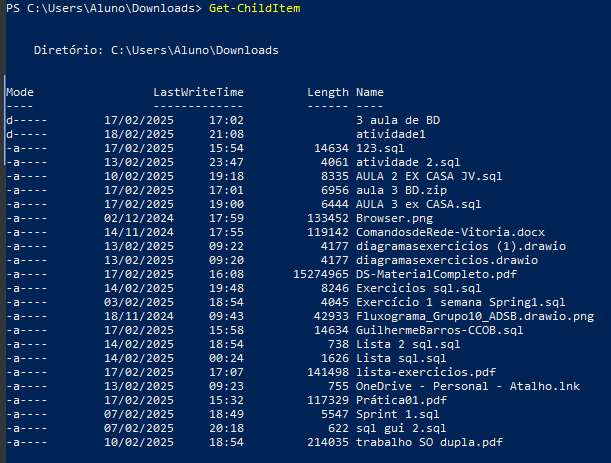 PS C:\Users\Aluno\Downloads> Get-ChildItem
Diretório: C:\Users\Aluno\Downloads
Mode LastWriteTime Length Name
---- ------------- ------ ----
d----- 17/02/2025 17:02 3 aula de BD
d----- 18/02/2025 21:08 atividade1
-a---- 17/02/2025 15:54 14634 123.sql
-a---- 13/02/2025 23:47 4061 atividade 2.sql
-a---- 10/02/2025 19:18 8335 AULA 2 EX CASA JV.sql
-a---- 17/02/2025 17:01 6956 aula 3 BD.zip
-a---- 17/02/2025 19:00 6444 AULA 3 ex CASA.sql
-a---- 02/12/2024 17:59 133452 Browser.png
-a---- 14/11/2024 17:55 119142 ComandosdeRede-Vitoria.docx
-a---- 13/02/2025 09:22 4177 diagramasexercicios (1).drawio
-a---- 13/02/2025 09:20 4177 diagramasexercicios.drawio
-a---- 17/02/2025 16:08 15274965 DS-MaterialCompleto.pdf
-a---- 14/02/2025 19:48 8246 Exercicios sql.sql
-a---- 03/02/2025 18:54 4045 Exercício 1 semana Spring1.sql
-a---- 18/11/2024 09:43 42933 Fluxograma_Grupo10_ADSB.drawio.png
-a---- 17/02/2025 15:58 14634 GuilhermeBarros-CCOB.sql
-a---- 14/02/2025 18:54 738 Lista 2 sql.sql
-a---- 14/02/2025 00:24 1626 Lista sql.sql
-a---- 17/02/2025 17:07 141498 lista-exercicios.pdf
-a---- 13/02/2025 09:23 755 OneDrive - Personal - Atalho.lnk
-a---- 17/02/2025 15:32 117329 Prática01.pdf
-a---- 07/02/2025 18:49 5547 Sprint 1.sql
-a---- 07/02/2025 20:18 622 sql gui 2.sql
-a---- 10/02/2025 18:54 214035 trabalho SO dupla.pdf